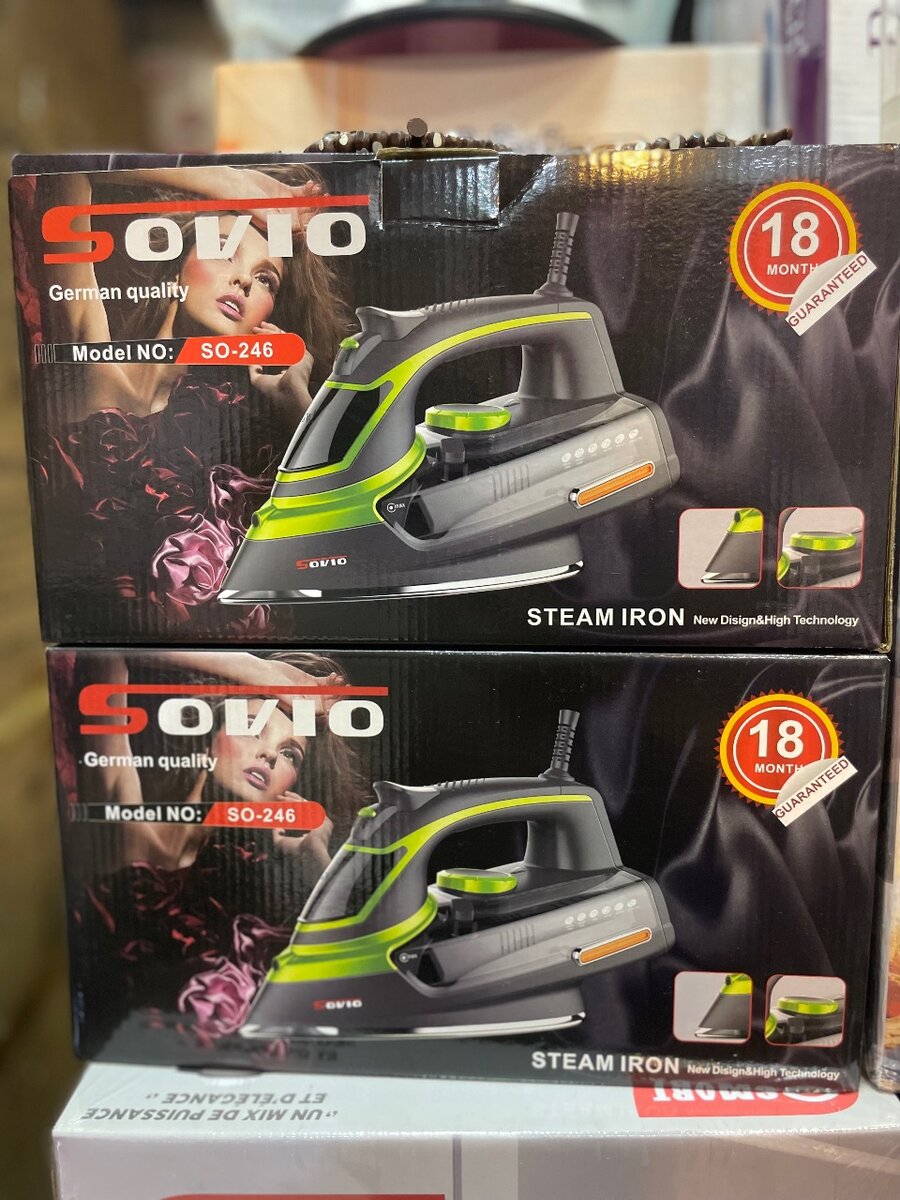 SOVIO
German quality
Model NO: SO-246
18
MONTH
GUARANTEED
MAX
SOVIO
STEAM IRON New Disign&High Technology
SOVIO
German quality
Model NO: SO-246
18
MONTH
GUARANTEED
SOVIO
STEAM IRON New Disign&High Technology
SMART
"UN MIX DE PUISSANCE
ET D'ÉLÉGANCE"